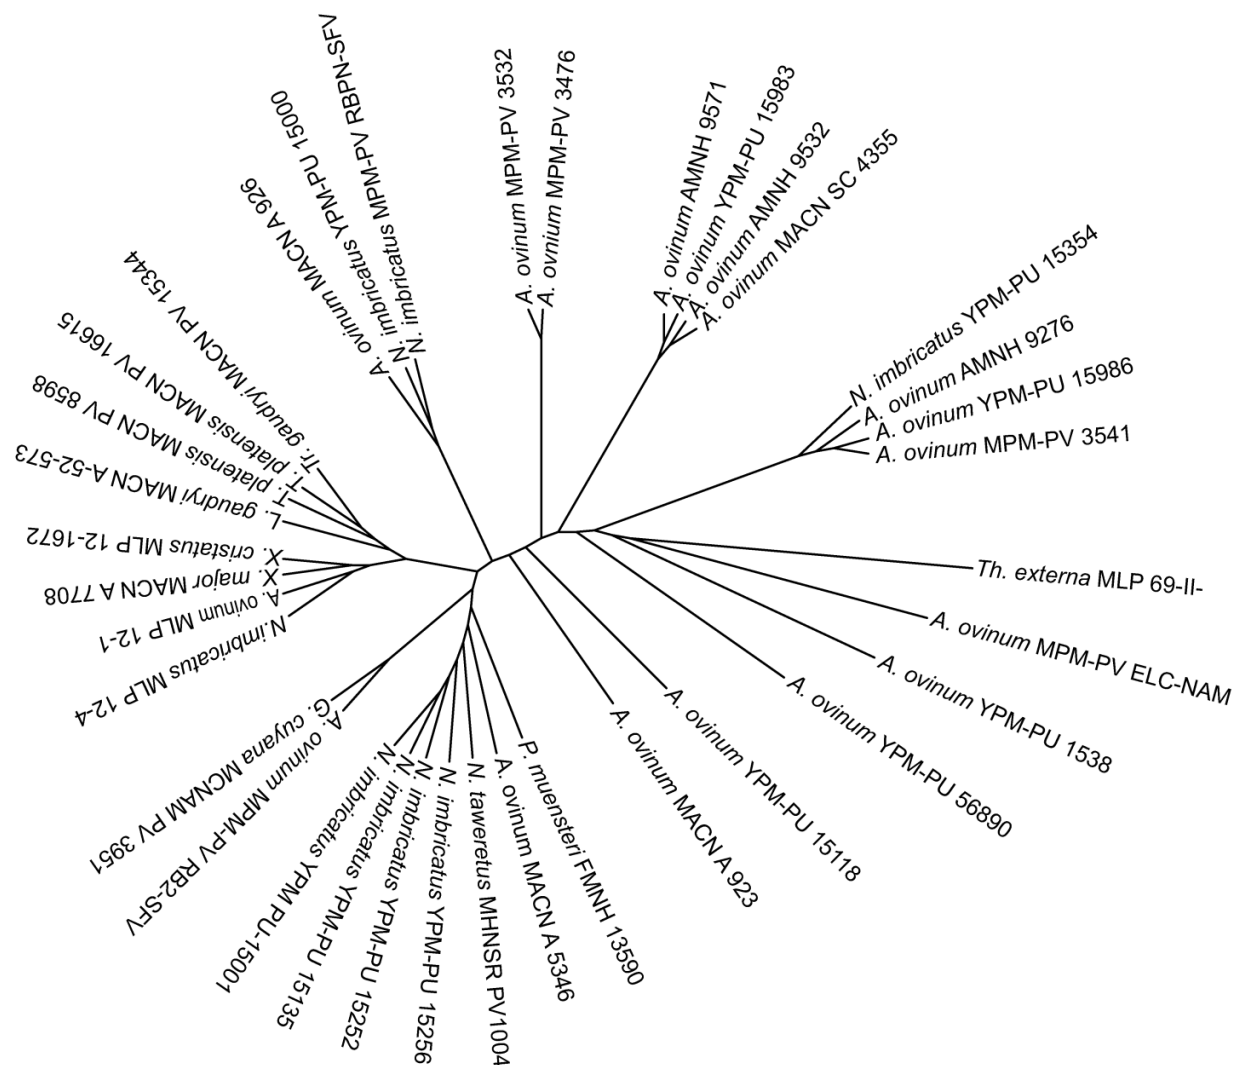 N. imbricatus MPM-PV RBPN-SFV
N. imbricatus YPM-PU 15000
A. ovinum MACN A 926
A. ovinum MPM-PV 3532
A. ovnium MPM-PV 3476
A. ovinum AMNH 9571
A. ovinum YPM-PU 15983
A. ovinum AMNH 9532
A. ovinum MACN SC 4355
N. imbricatus YPM-PU 15354
A. ovinum AMNH 9276
A. ovinum YPM-PU 15986
A. ovinum MPM-PV 3541
Th. externa MLP 69-II-
A. ovinum MPM-PV ELC-NAM
A. ovinum YPM-PU 1538
A. ovinum YPM-PU 56890
A. ovinum YPM-PU 15118
A. ovinum MACN A 923
P. muensteri FMNH 13590
A. ovinum MACN A 5346
N. taweretus MHNSR PV1004
N. imbricatus YPM-PU 15256
N. imbricatus YPM-PU 15252
N. imbricatus YPM-PU 15135
N. imbricatus YPM PU-15001
A. ovinum MPM-PV RB2-SFV
G. cuyana MCNAM PV 3951
N.imbricatus MLP 12-4
A. ovinum MLP 12-1
X. major MACN A 7708
X. cristatus MLP 12-1672
L. gaudryi MACN A-52-573
T. platensis MACN PV 8598
T. platensis MACN PV 16615
Tr. gaudryi MACN PV 15344